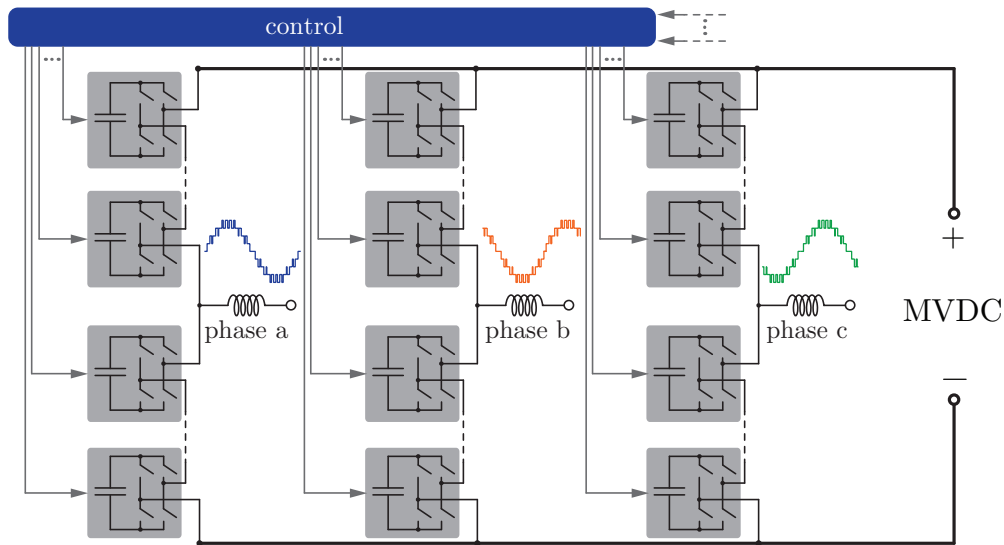 control
+
phase a
phase b
phase c
MVDC
−